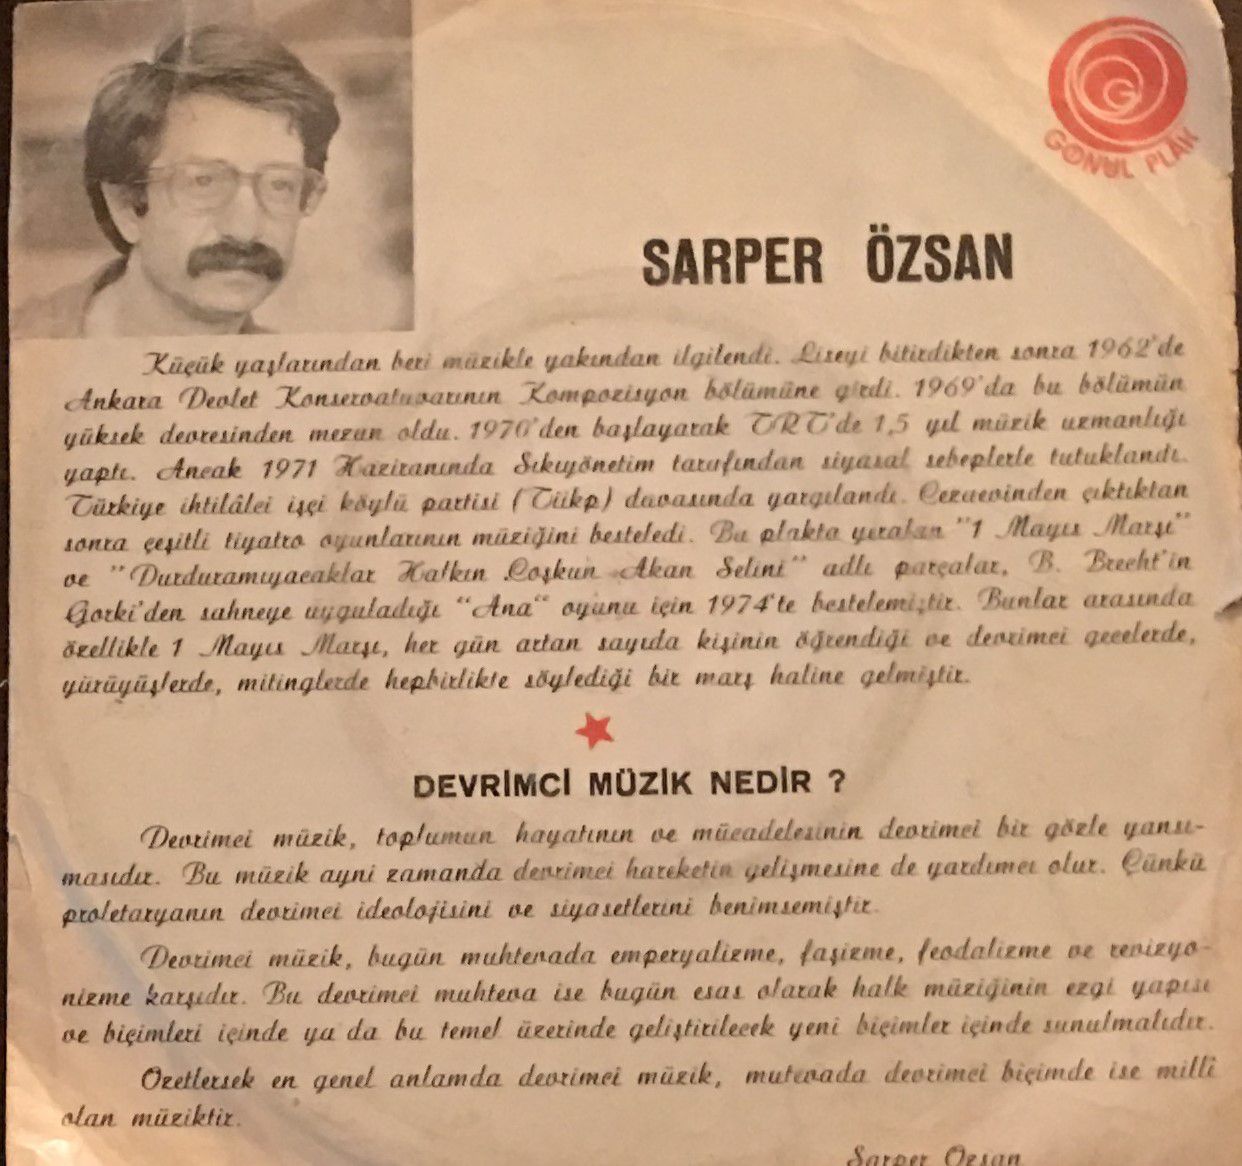 G
GÖNÜL PLÂK
SARPER ÖZSAN
Küçük yaşlarından beri müzikle yakından ilgilendi. Liseyi bitirdikten sonra 1962'de
Ankara Devlet Konservatuvarının Kompozisyon bölümüne girdi. 1969'da bu bölümün
yüksek devresinden mezun oldu. 1970'den başlayarak TRT'de 1,5 yıl müzik uzmanlığı
yaptı. Ancak 1971 Haziranında Sıkıyönetim tarafından siyasal sebeplerle tutuklandı.
Türkiye ihtilâlci işçi köylü partisi (Tiikp) davasında yargılandı. Cezaevinden çıktıktan
sonra çeşitli tiyatro oyunlarının müziğini besteledi. Bu plakta yeralan "1 Mayıs Marşı"
ve "Durduramıyacaklar Halkın Coşkun Akan Selini" adlı parçalar, B. Brecht'in
Gorki'den sahneye uyguladığı "Ana" oyunu için 1974'te bestelemiştir. Bunlar arasında
özellikle 1 Mayıs Marşı, her gün artan sayıda kişinin öğrendiği ve devrimci gecelerde,
yürüyüşlerde, mitinglerde hepbirlikte söylediği bir marş haline gelmiştir.
DEVRİMCİ MÜZİK NEDİR ?
Devrimci müzik, toplumun hayatının ve mücadelesinin devrimci bir gözle yansı-
masıdır. Bu müzik ayni zamanda devrimci hareketin gelişmesine de yardımcı olur. Çünkü
proletaryanın devrimci ideolojisini ve siyasetlerini benimsemiştir.
Devrimci müzik, bugün muhtevada emperyalizme, faşizme, feodalizme ve revizyo-
nizme karşıdır. Bu devrimci muhteva ise bugün esas olarak halk müziğinin ezgi yapısı
ve biçimleri içinde ya da bu temel üzerinde geliştirilecek yeni biçimler içinde sunulmalıdır.
Özetlersek en genel anlamda devrimci müzik, mutevada devrimci biçimde ise millî
olan müziktir.
Sarper Özsan